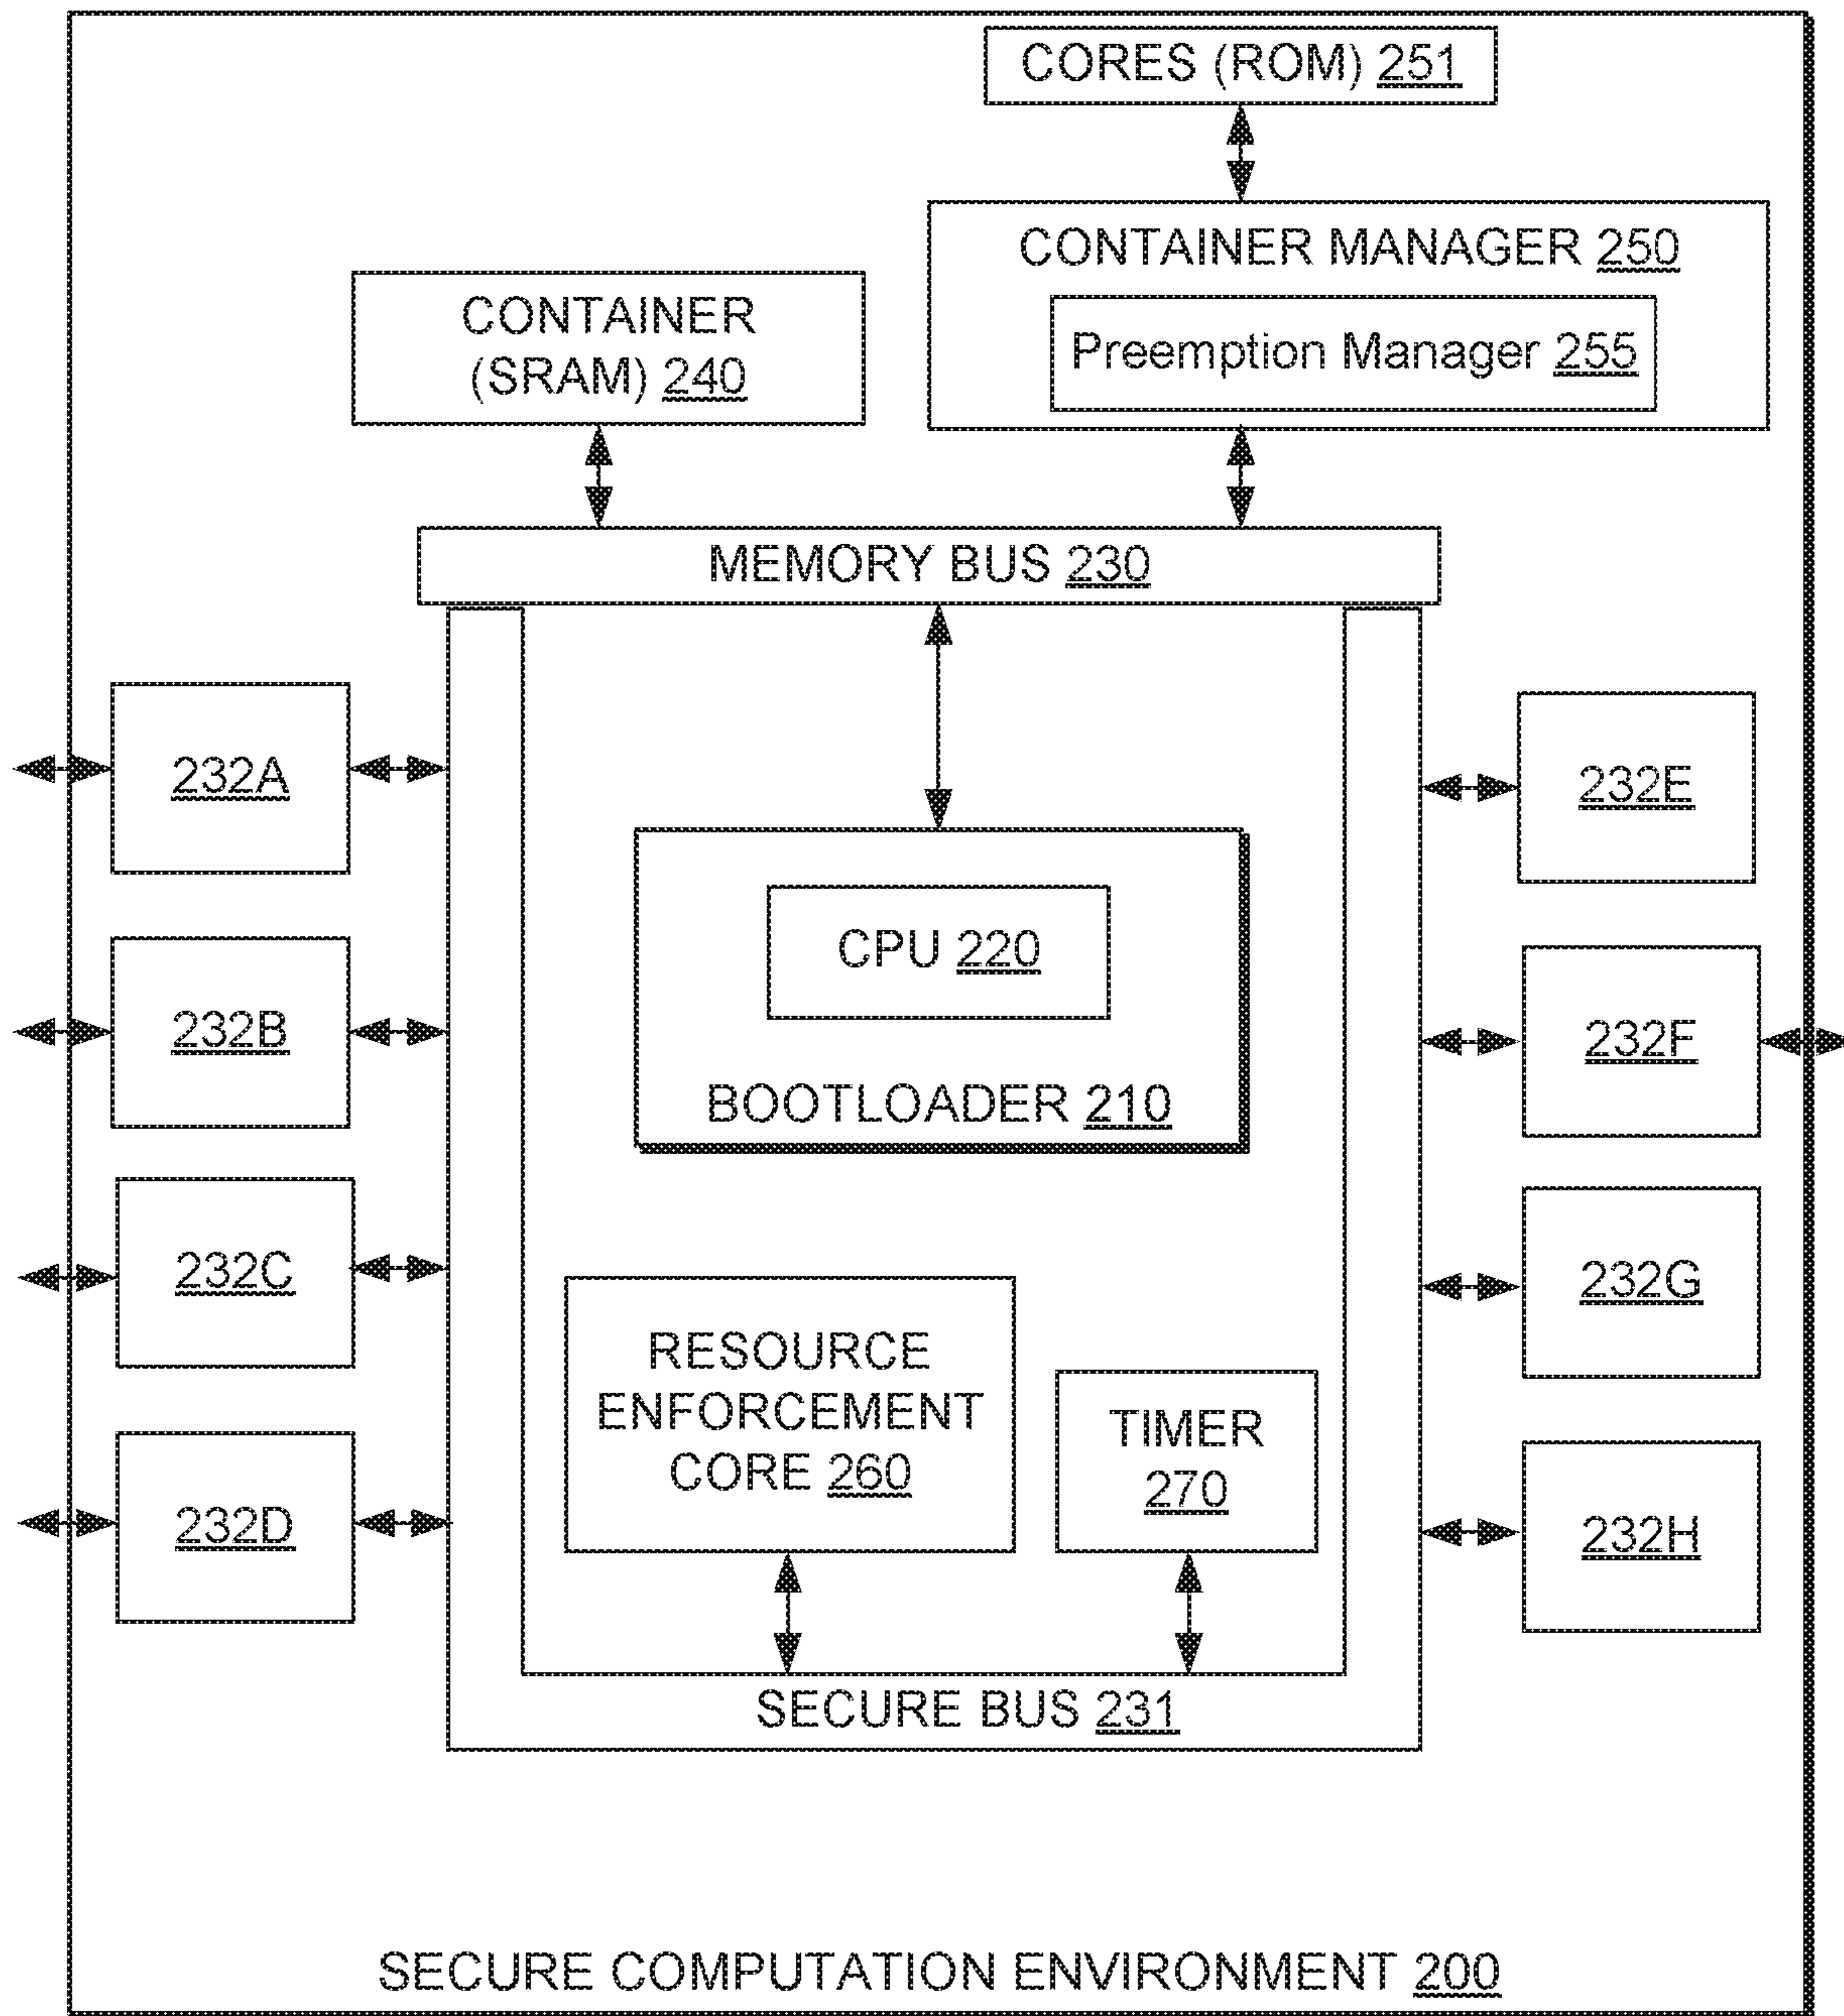 CORES (ROM) 251
CONTAINER MANAGER 250
Preemption Manager 255
CONTAINER
(SRAM) 240
MEMORY BUS 230
232A
232B
232C
232D
CPU 220
BOOTLOADER 210
RESOURCE
ENFORCEMENT
CORE 260
TIMER
270
SECURE BUS 231
232E
232F
232G
232H
SECURE COMPUTATION ENVIRONMENT 200